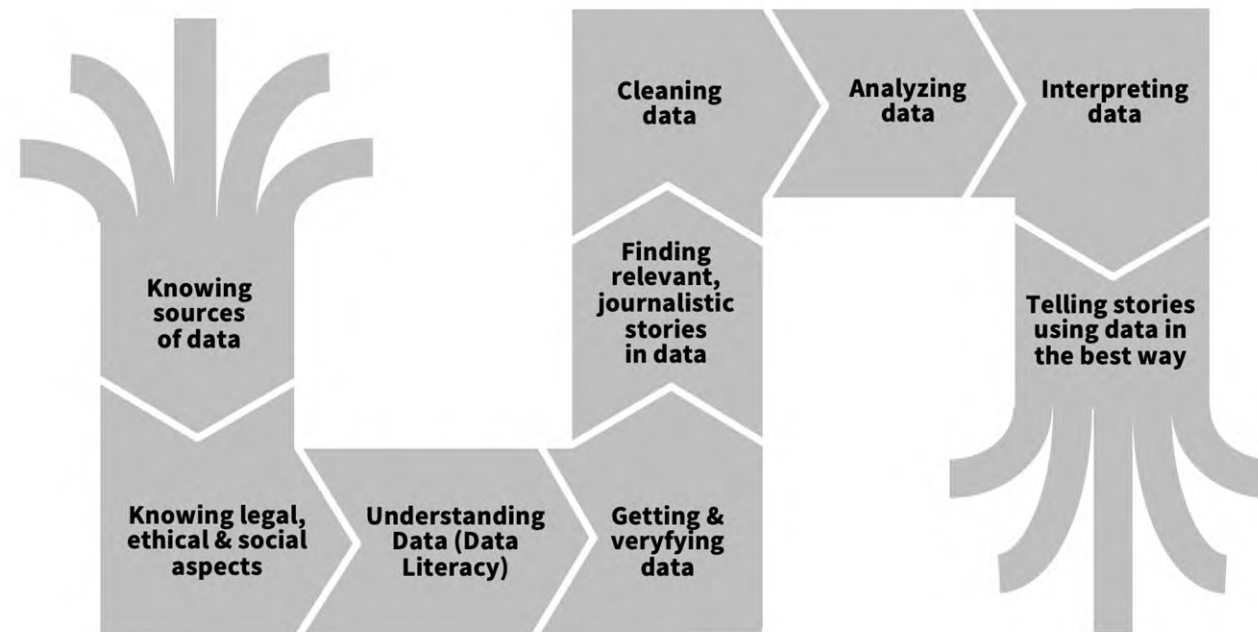 Knowing
sources
of data
Knowing legal,
ethical & social
aspects
Understanding
Data (Data
Literacy)
Getting &
veryfying
data
Finding
relevant,
journalistic
stories
in data
Cleaning
data
Analyzing
data
Interpreting
data
Telling stories
using data in
the best way